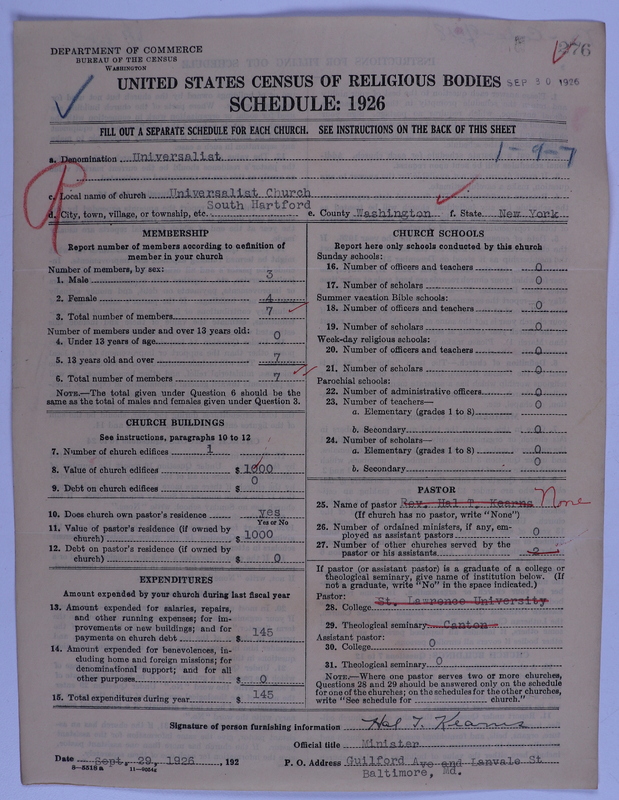 276
DEPARTMENT OF COMMERCE
BUREAU OF THE CENSUS
WASHINGTON
UNITED STATES CENSUS OF RELIGIOUS BODIES SEP 30 1926
SCHEDULE: 1926
FILL OUT A SEPARATE SCHEDULE FOR EACH CHURCH. SEE INSTRUCTIONS ON THE BACK OF THIS SHEET
a. Denomination Universalist 1-9-7
c. Local name of church Universalist Church
d. City, town, village, or township, etc. South Hartford e. County Washington f. State New York
MEMBERSHIP
Report number of members according to definition of
member in your church
Number of members, by sex:
1. Male 3
2. Female 4
3. Total number of members 7
Number of members under and over 13 years old:
4. Under 13 years of age 0
5. 13 years old and over 7
6. Total number of members 7
NOTE.—The total given under Question 6 should be
same as the total of males and females given under Question 3.
CHURCH BUILDINGS
See instructions, paragraphs 10 to 12
7. Number of church edifices 1
8. Value of church edifices $ 1000
9. Debt on church edifices $ 0
10. Does church own pastor's residence yes
Yes or No
11. Value of pastor's residence (if owned by
church) $ 1000
12. Debt on pastor's residence (if owned by
church) $ 0
EXPENDITURES
Amount expended by your church during last fiscal year
13. Amount expended for salaries, repairs,
and other running expenses; for im-
provements or new buildings; and for
payments on church debt $ 145
14. Amount expended for benevolences, in-
cluding home and foreign missions; for
denominational support; and for all
other purposes $ 0
15. Total expenditures during year $ 145
CHURCH SCHOOLS
Report here only schools conducted by this church
Sunday schools:
16. Number of officers and teachers 0
17. Number of scholars 0
Summer vacation Bible schools:
18. Number of officers and teachers 0
19. Number of scholars 0
Week-day religious schools:
20. Number of officers and teachers 0
21. Number of scholars 0
Parochial schools:
22. Number of administrative officers 0
23. Number of teachers— 0
a. Elementary (grades 1 to 8)
b. Secondary 0
24. Number of scholars—
a. Elementary (grades 1 to 8) 0
b. Secondary 0
PASTOR
25. Name of pastor Rev. Hal T. Kearns None
(If church has no pastor, write "None")
26. Number of ordained ministers, if any, em-
ployed as assistant pastors 0
27. Number of other churches served by the
pastor or his assistants 2
If pastor (or assistant pastor) is a graduate of a college or
theological seminary, give name of institution below. (If
not a graduate, write "No" in the space indicated.)
Pastor:
28. College St. Lawrence University
29. Theological seminary Canton
Assistant pastor:
30. College 0
31. Theological seminary 0
NOTE.—Where one pastor serves two or more churches,
Questions 28 and 29 should be answered only on the schedule
for one of the churches; on the schedules for the other churches,
write "See schedule for church."
Signature of person furnishing information Hal T. Kearns
Official title Minister
Date Sept. 29, 1926, 192 P. O. Address Guilford Ave and Lanvale St
8-5518a 11-9054z Baltimore, Md.